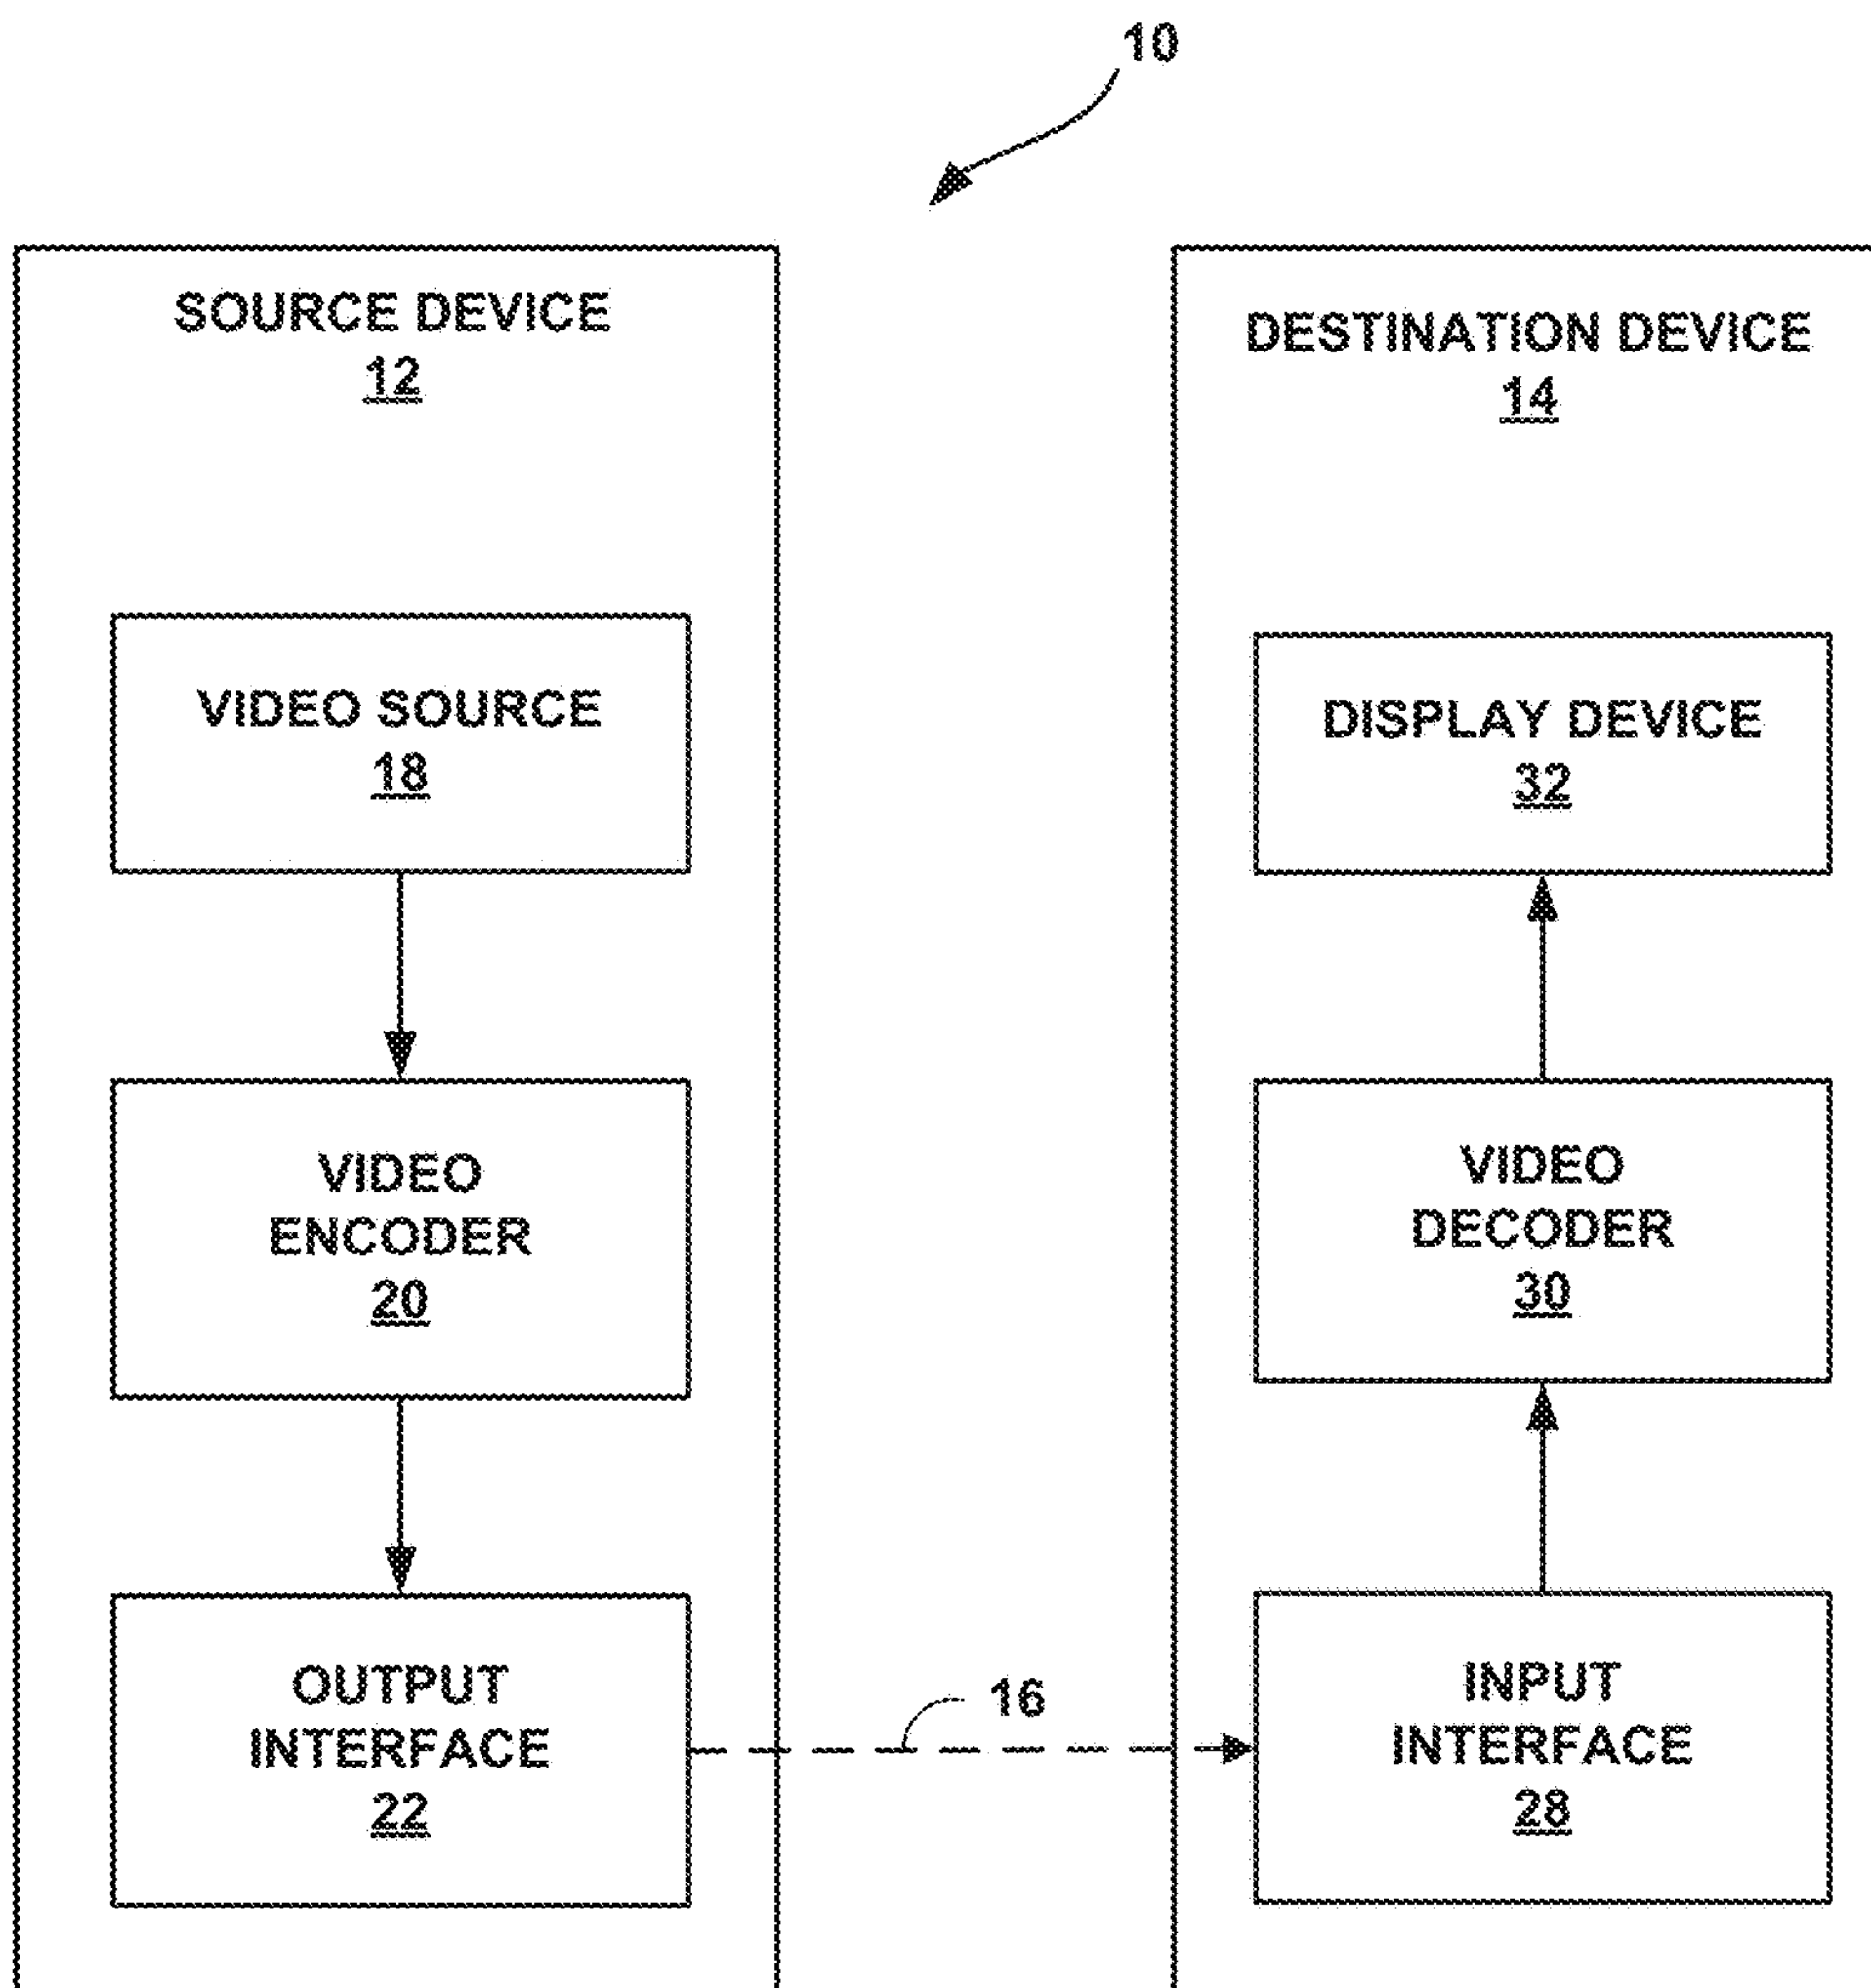 10
SOURCE DEVICE
12
VIDEO SOURCE
18
VIDEO
ENCODER
20
OUTPUT
INTERFACE
22
16
DESTINATION DEVICE
14
DISPLAY DEVICE
32
VIDEO
DECODER
30
INPUT
INTERFACE
28